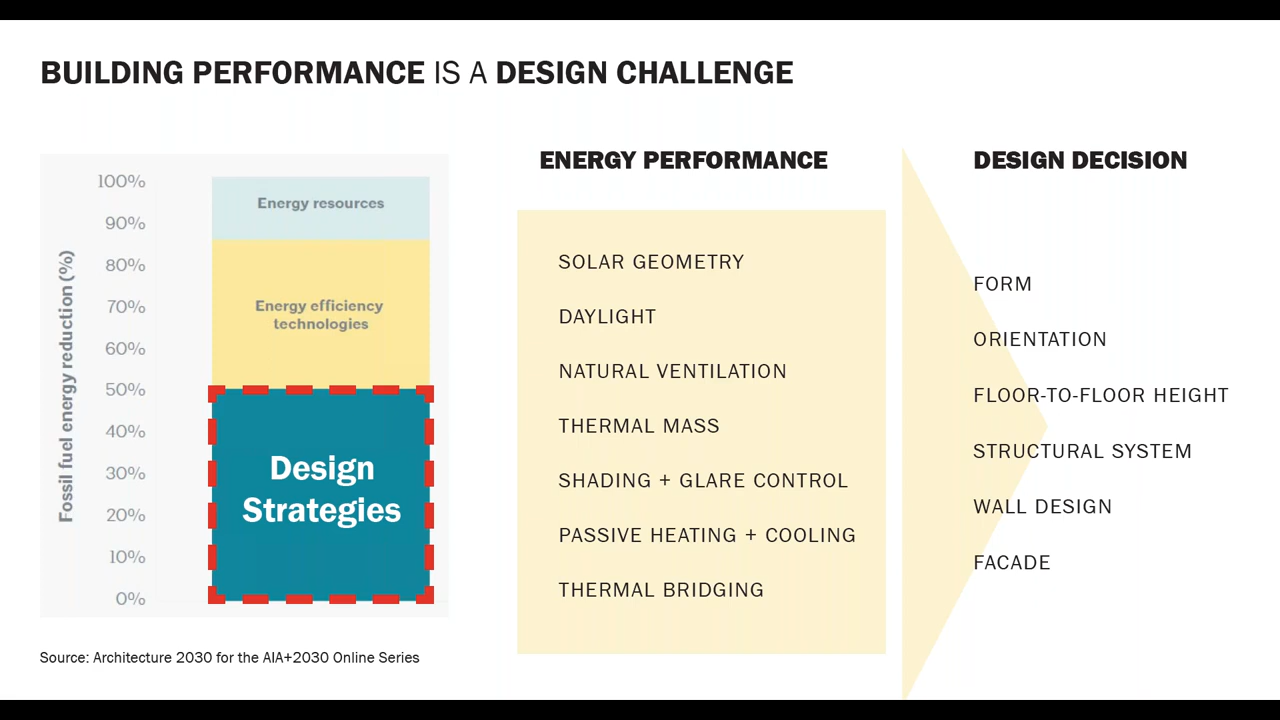 BUILDING PERFORMANCE IS A DESIGN CHALLENGE
Fossil fuel energy reduction (%)
100%
90%
80%
70%
60%
50%
40%
30%
20%
10%
0%
Energy resources
Energy efficiency
technologies
Design
Strategies
Source: Architecture 2030 for the AIA+2030 Online Series
ENERGY PERFORMANCE
SOLAR GEOMETRY
DAYLIGHT
NATURAL VENTILATION
THERMAL MASS
SHADING + GLARE CONTROL
PASSIVE HEATING + COOLING
THERMAL BRIDGING
DESIGN DECISION
FORM
ORIENTATION
FLOOR-TO-FLOOR HEIGHT
STRUCTURAL SYSTEM
WALL DESIGN
FACADE